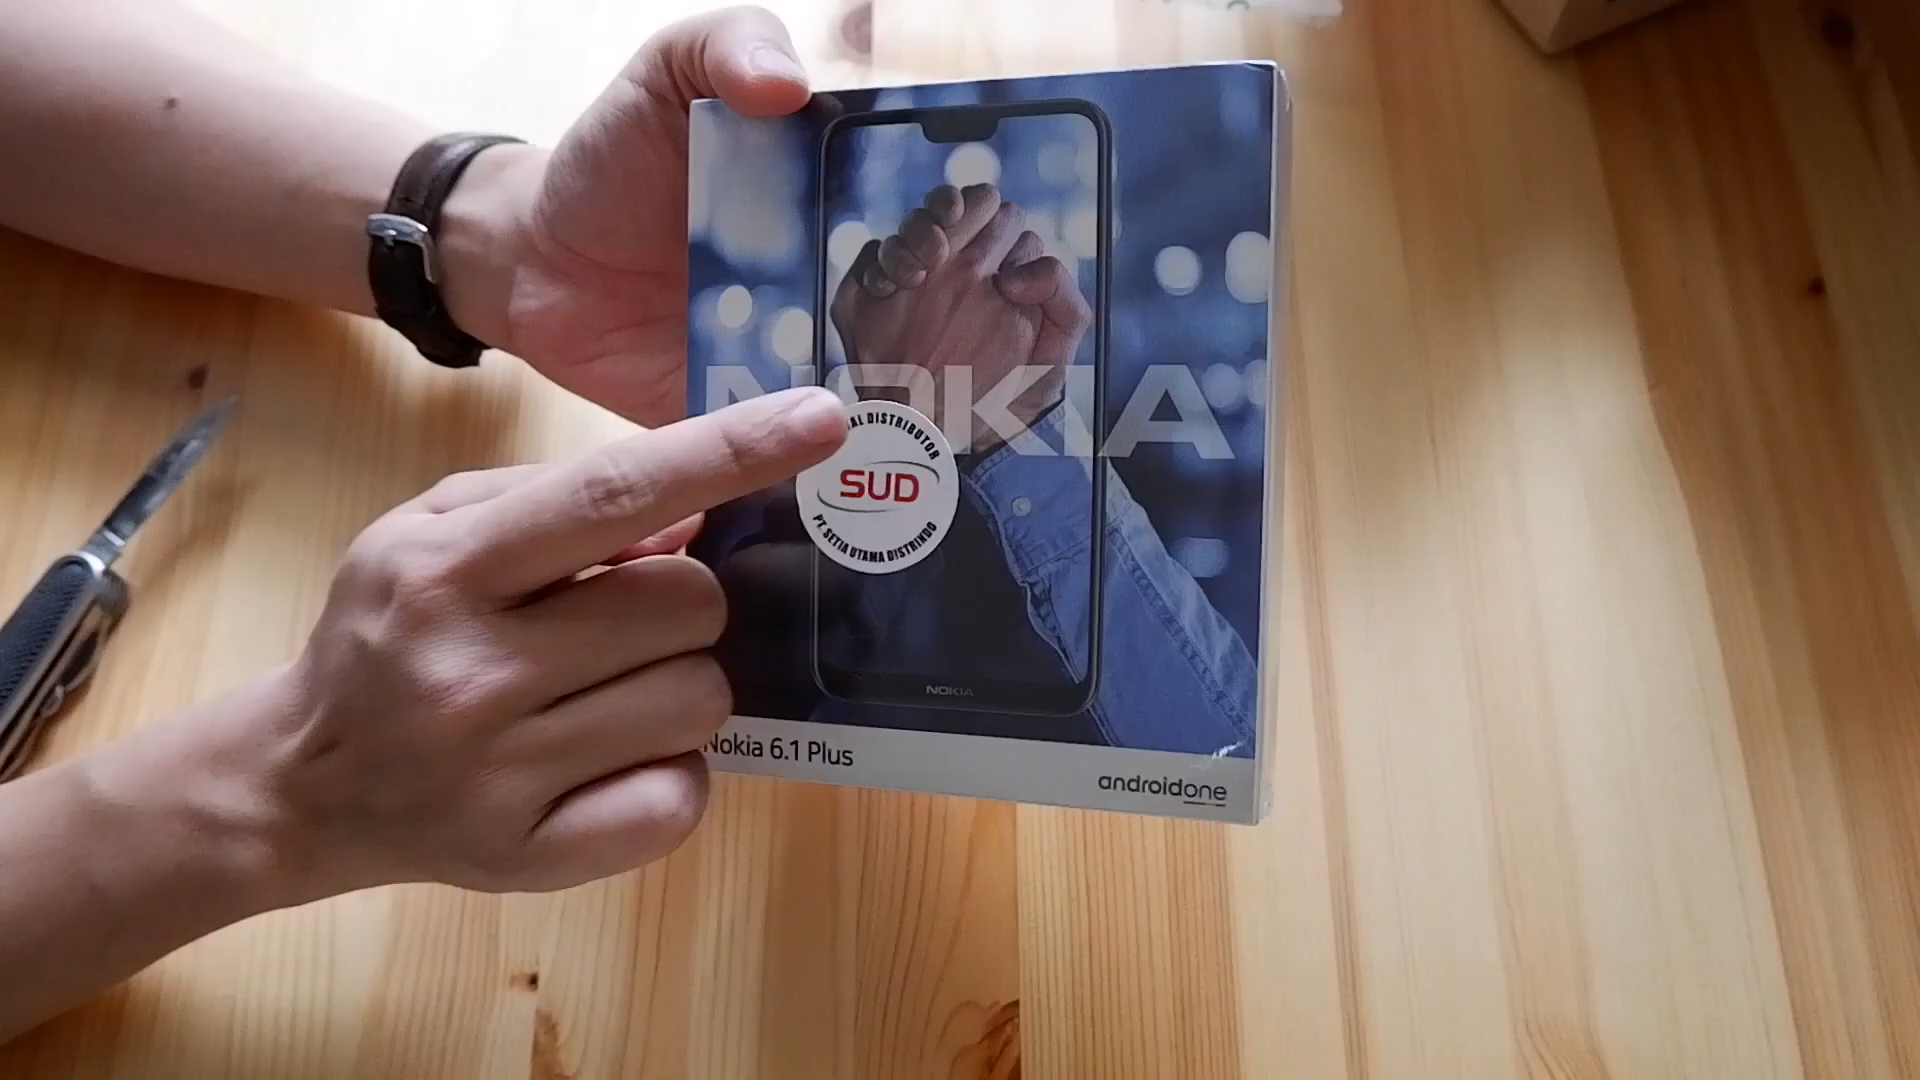 NOKIA
DISTRIBUTOR
SUD
PT. SETIA UTAMA DISTRINDO
NOKIA
Nokia 6.1 Plus
androidone